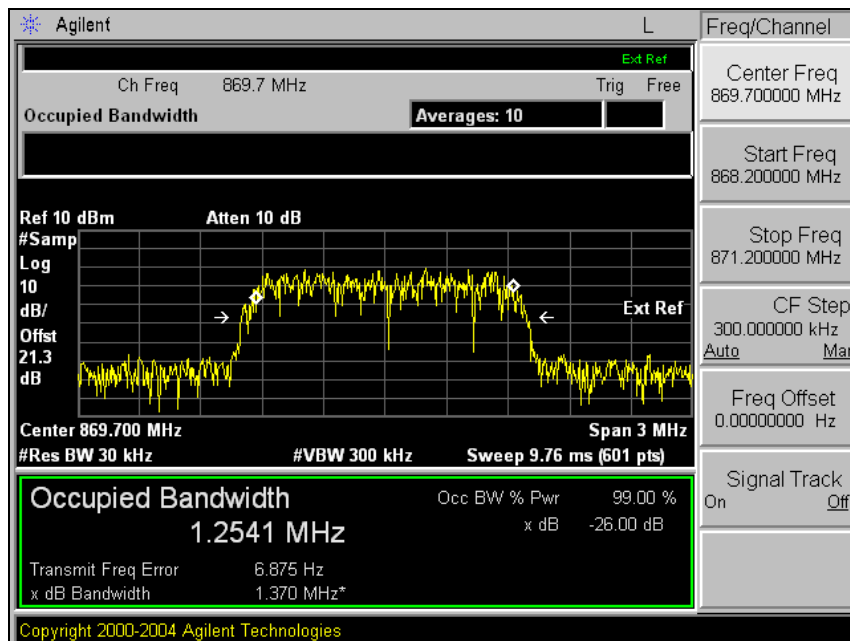 Agilent
L
Freq/Channel
Ext Ref
Ch Freq 869.7 MHz Trig Free
Occupied Bandwidth Averages: 10
Center Freq
869.700000 MHz
Start Freq
868.200000 MHz
Stop Freq
871.200000 MHz
CF Step
300.000000 kHz
Auto Man
Freq Offset
0.00000000 Hz
Signal Track
On Off
Ref 10 dBm Atten 10 dB
#Samp
Log
10
dB/
Offst
21.3
dB
Ext Ref
Center 869.700 MHz Span 3 MHz
#Res BW 30 kHz #VBW 300 kHz Sweep 9.76 ms (601 pts)
Occupied Bandwidth Occ BW % Pwr 99.00 %
1.2541 MHz x dB -26.00 dB
Transmit Freq Error 6.875 Hz
x dB Bandwidth 1.370 MHz*
Copyright 2000-2004 Agilent Technologies